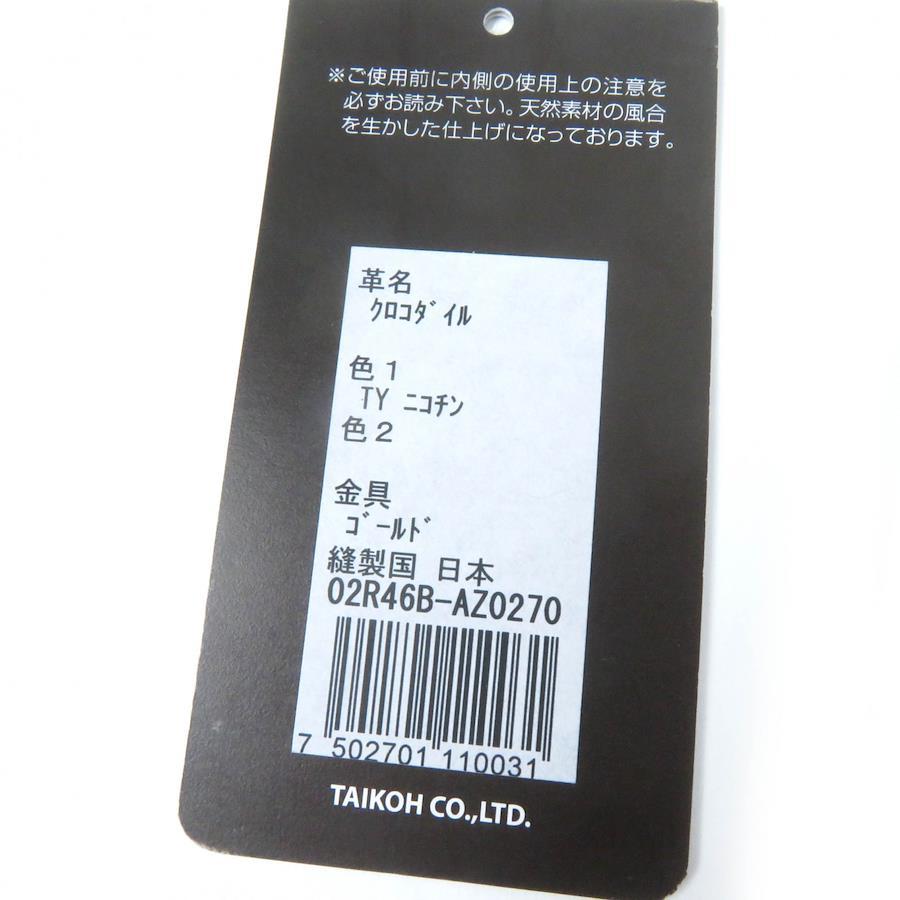 ※ご使用前に内側の使用上の注意を
必ずお読み下さい。天然素材の風合
を生かした仕上げになっております。
革名
ｸﾛｺﾀﾞｲﾙ
色１
TY ﾆｺﾁﾝ
色２
金具
ｺﾞｰﾙﾄﾞ
縫製国 日本
02R46B-AZ0270
7 502701 110031
TAIKOH CO.,LTD.